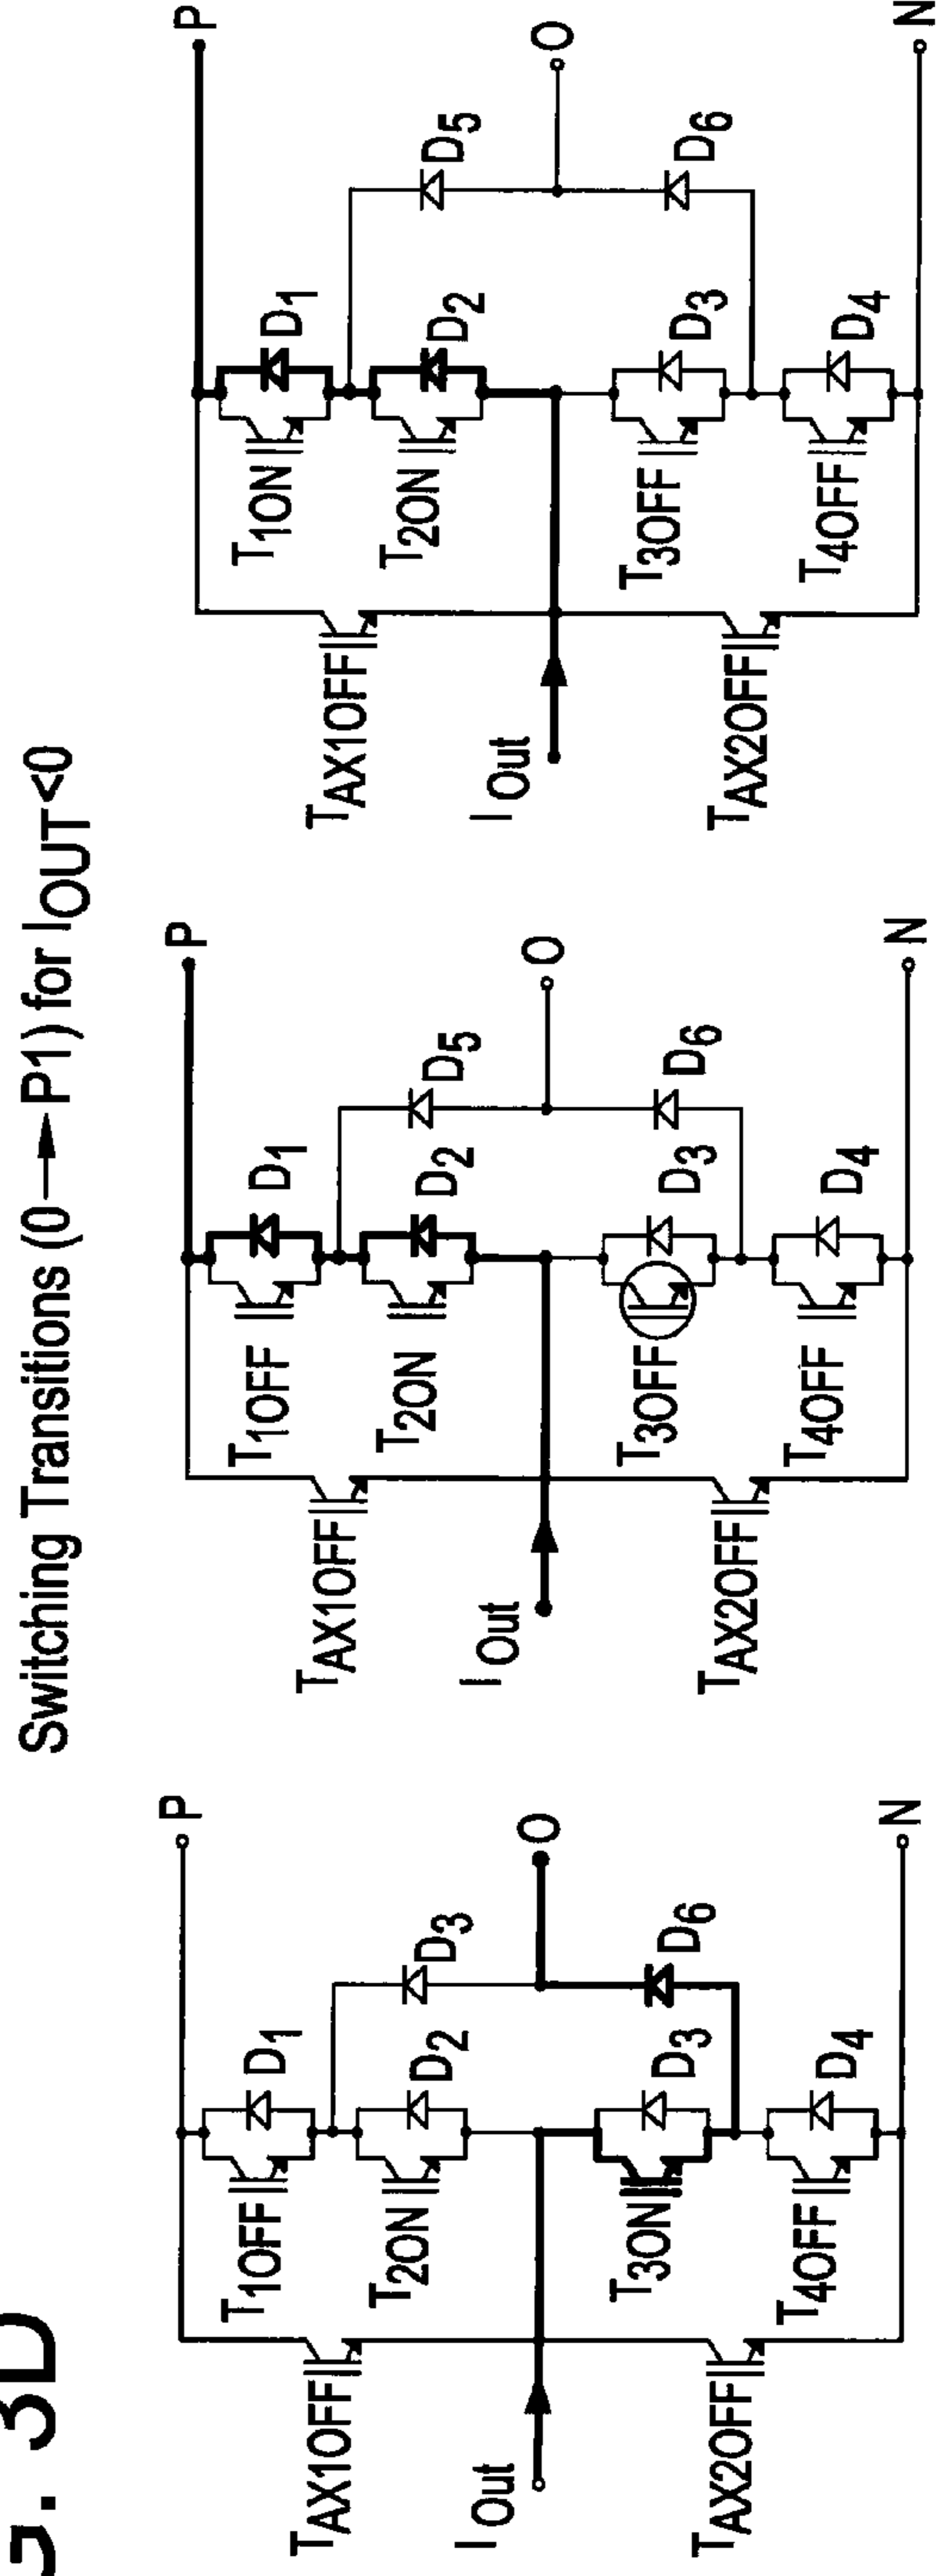 G. 3D
Switching Transitions (0→P1) for IOUT<0
P
T1OFF
D1
TAX1OFF
T2ON
D2
D3
IOut
O
T3ON
D3
D6
TAX2OFF
T4OFF
D4
N
P
T1OFF
D1
TAX1OFF
T2ON
D2
D5
IOut
O
T3OFF
D3
D6
TAX2OFF
T4OFF
D4
N
P
T1ON
D1
TAX1OFF
T2ON
D2
D5
IOut
O
T3OFF
D3
D6
TAX2OFF
T4OFF
D4
N